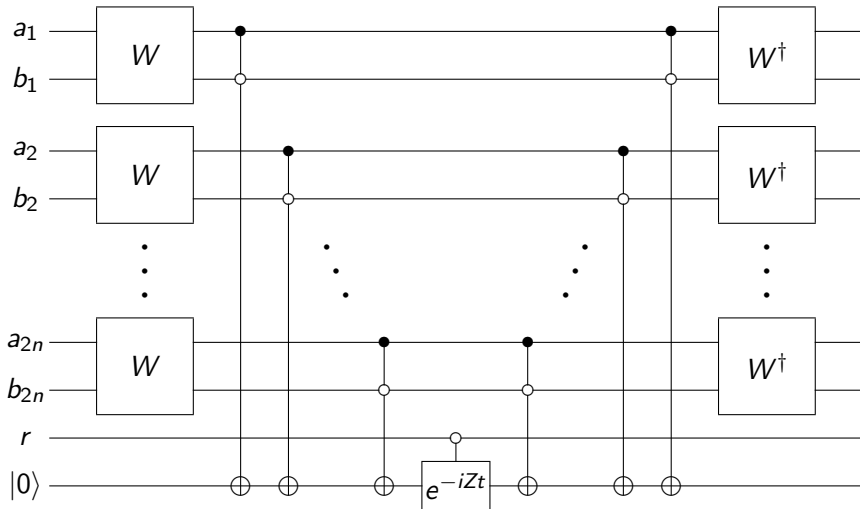 a₁ W W†
b₁
a₂ W W†
b₂
a₂ₙ W W†
b₂ₙ
r
|0⟩ e⁻ⁱᶻᵗ